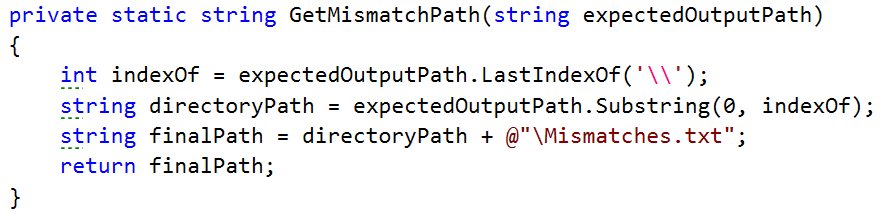 private static string GetMismatchPath(string expectedOutputPath)
{
    int indexOf = expectedOutputPath.LastIndexOf('\\');
    string directoryPath = expectedOutputPath.Substring(0, indexOf);
    string finalPath = directoryPath + @"\Mismatches.txt";
    return finalPath;
}